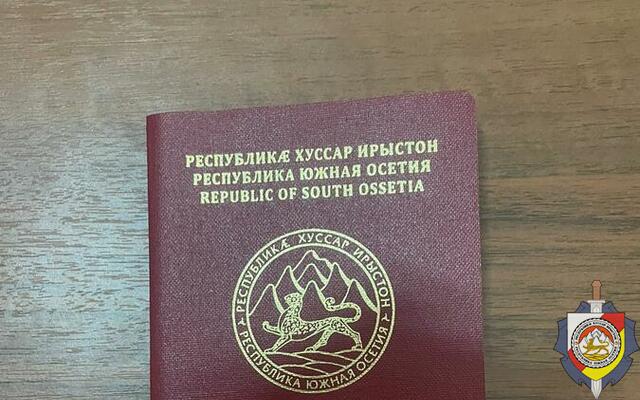 РЕСПУБЛИКӔ ХУССАР ИРЫСТОН
РЕСПУБЛИКА ЮЖНАЯ ОСЕТИЯ
REPUBLIC OF SOUTH OSSETIA
РЕСПУБЛИКӔ ХУССАР ИРЫСТОН
РЕСПУБЛИКА ЮЖНАЯ ОСЕТИЯ